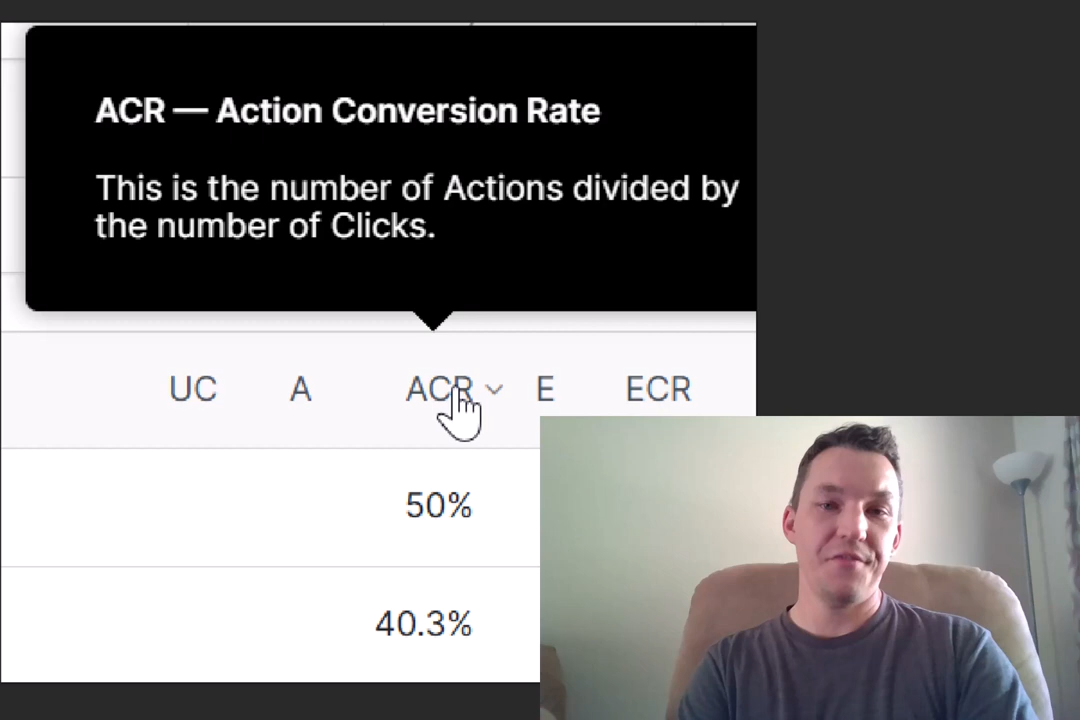 ACR — Action Conversion Rate
This is the number of Actions divided by
the number of Clicks.
UC A ACR E ECR
50%
40.3%